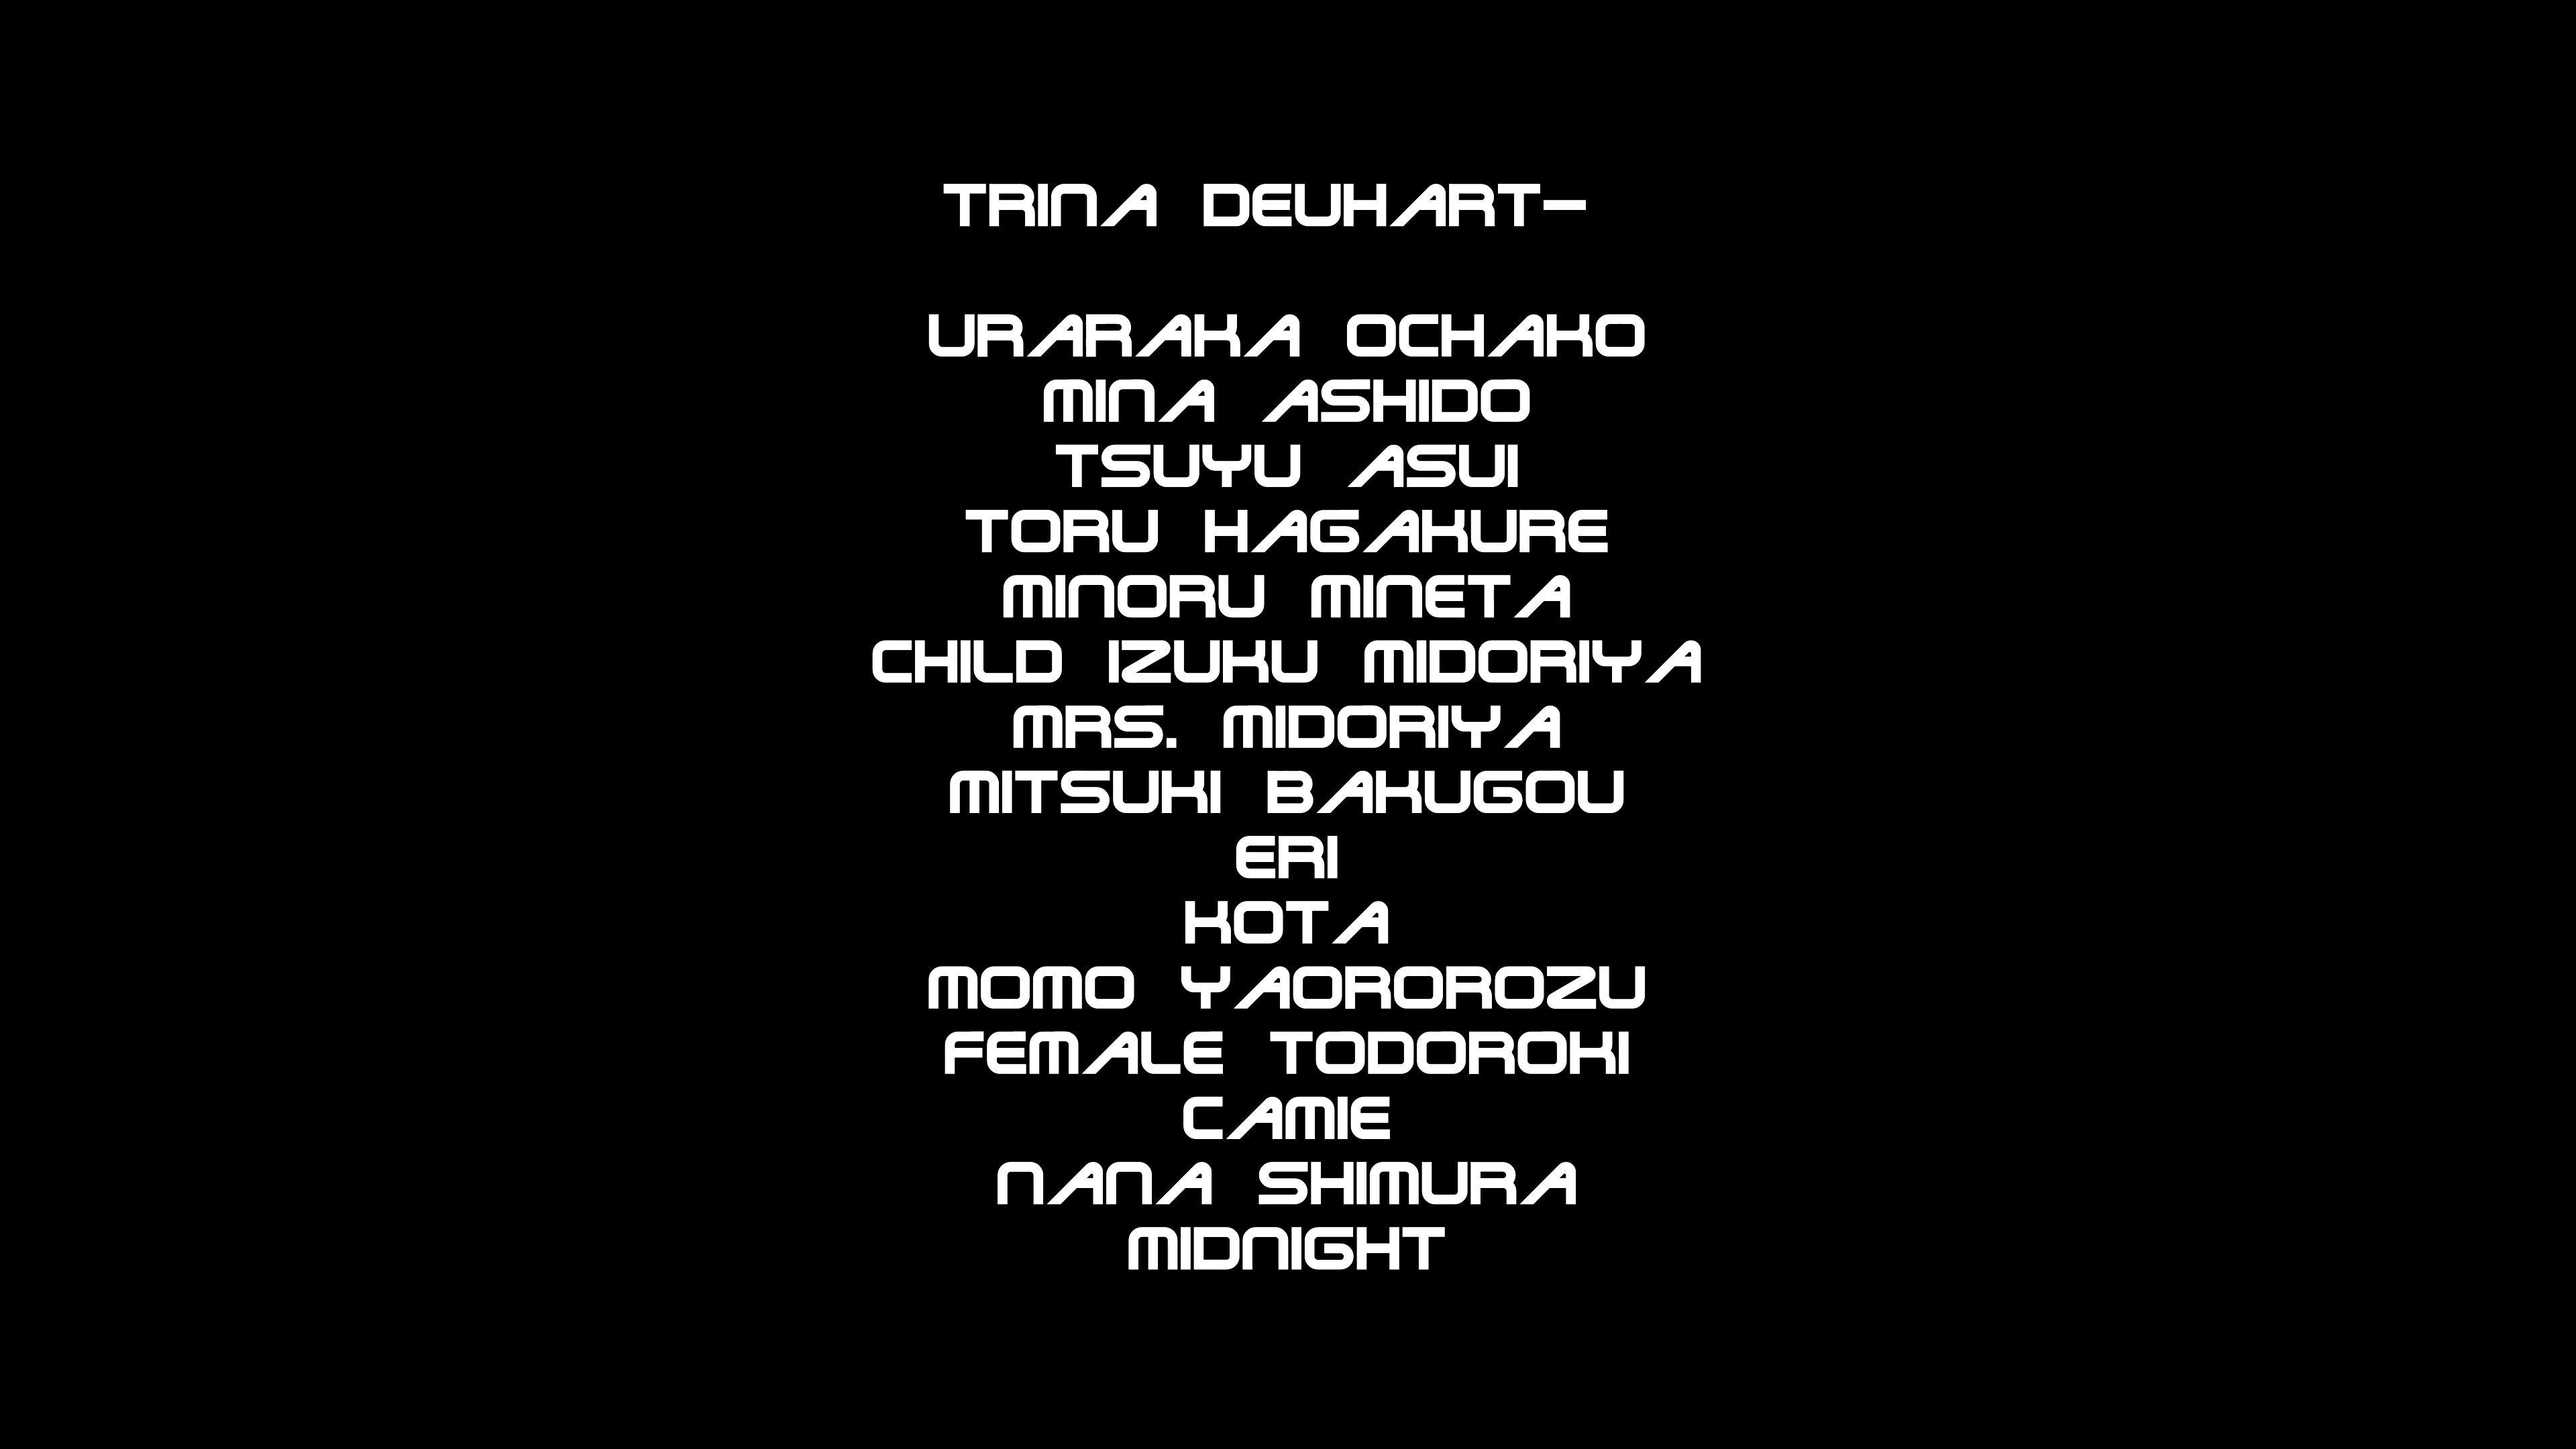 TRINA DEUHART-
URARAKA OCHAKO
MINA ASHIDO
TSUYU ASUI
TORU HAGAKURE
MINORU MINETA
CHILD IZUKU MIDORIYA
MRS. MIDORIYA
MITSUKI BAKUGOU
ERI
KOTA
MOMO YAOROROZU
FEMALE TODOROKI
CAMIE
NANA SHIMURA
MIDNIGHT